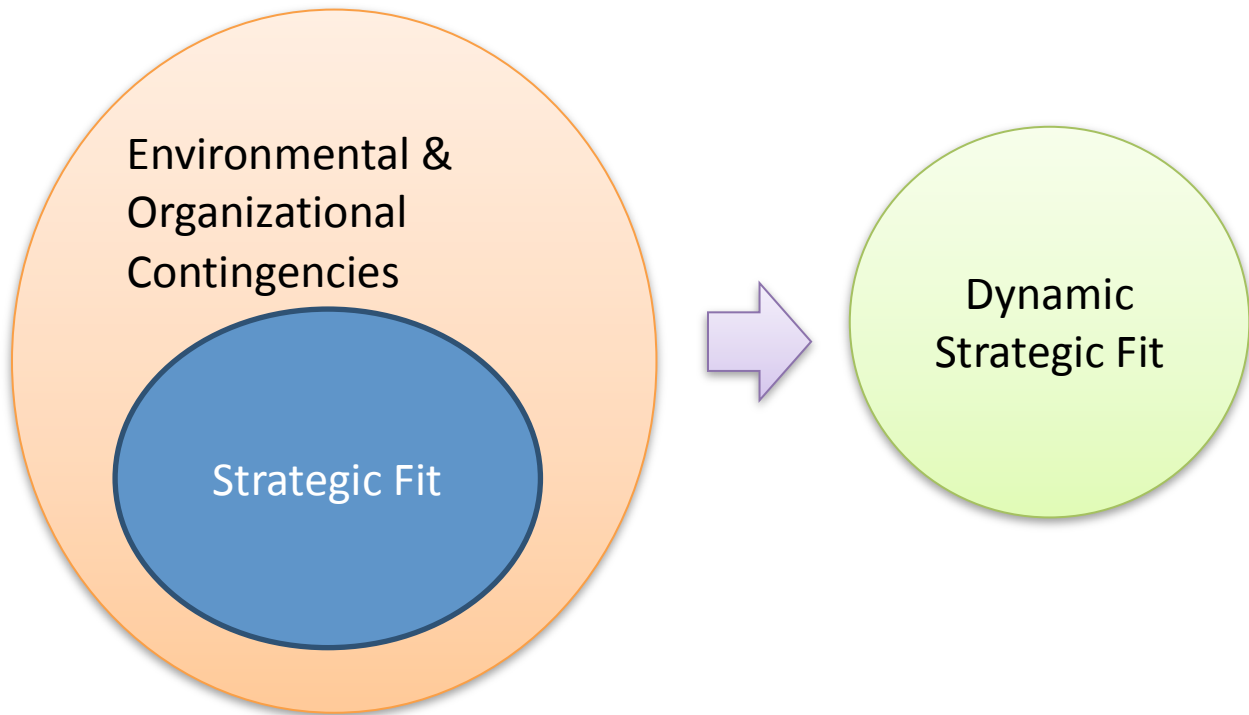 Environmental &
Organizational
Contingencies
Strategic Fit
Dynamic
Strategic Fit